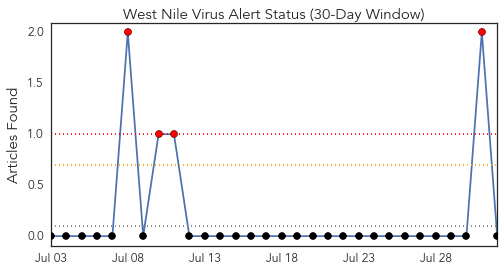 West Nile Virus Alert Status (30-Day Window)
Articles Found
2.0
1.5
1.0
0.5
0.0
Jul 03 Jul 08 Jul 13 Jul 18 Jul 23 Jul 28